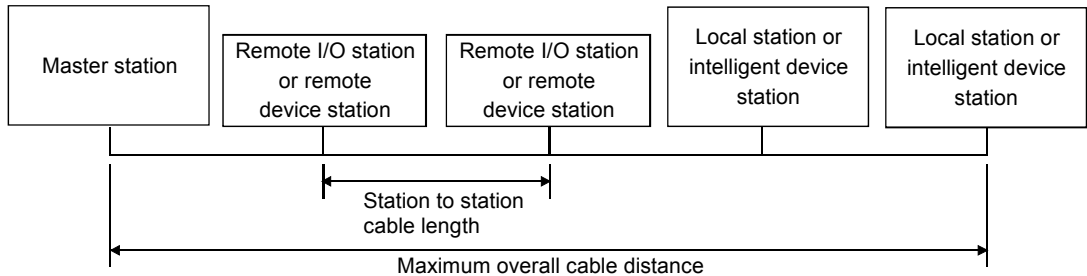 Master station
Remote I/O station
or remote
device station
Remote I/O station
or remote
device station
Local station or
intelligent device
station
Local station or
intelligent device
station
Station to station
cable length
Maximum overall cable distance